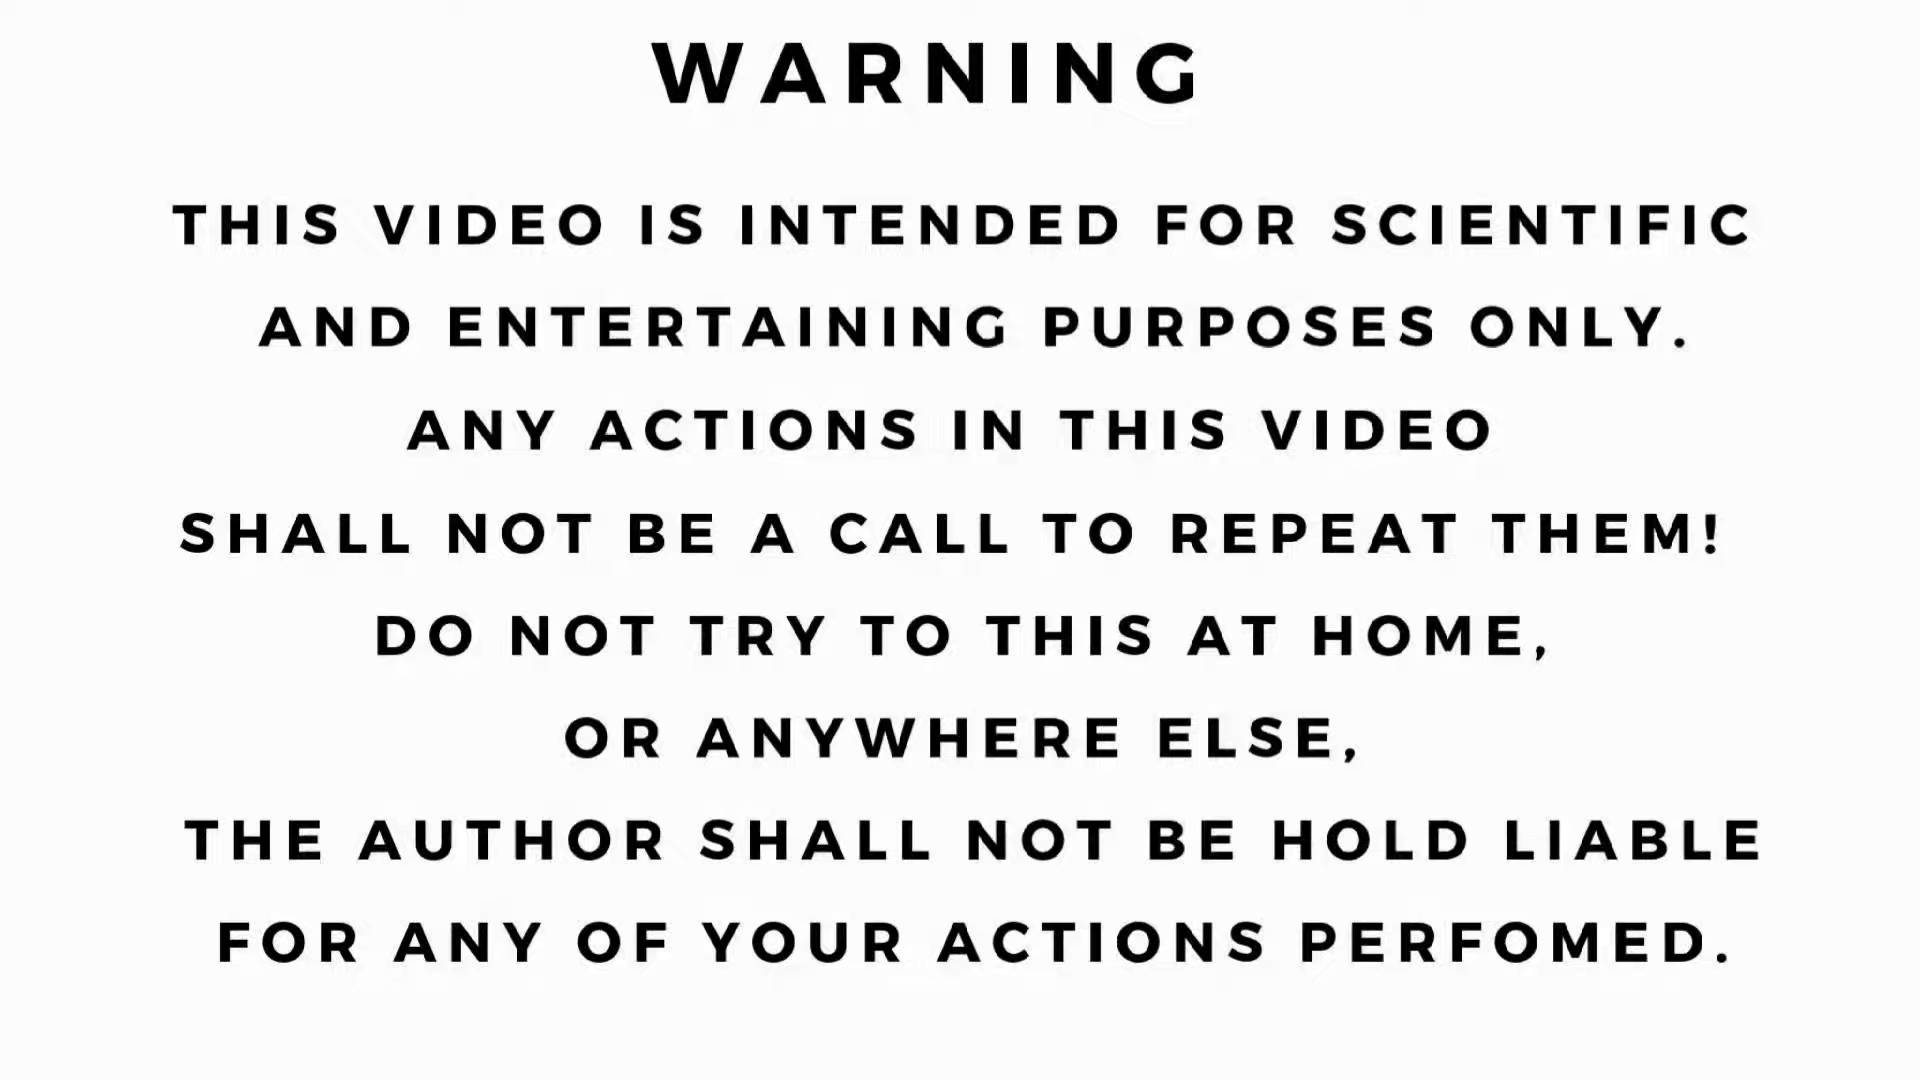 WARNING
THIS VIDEO IS INTENDED FOR SCIENTIFIC
AND ENTERTAINING PURPOSES ONLY.
ANY ACTIONS IN THIS VIDEO
SHALL NOT BE A CALL TO REPEAT THEM!
DO NOT TRY TO THIS AT HOME,
OR ANYWHERE ELSE,
THE AUTHOR SHALL NOT BE HOLD LIABLE
FOR ANY OF YOUR ACTIONS PERFOMED.